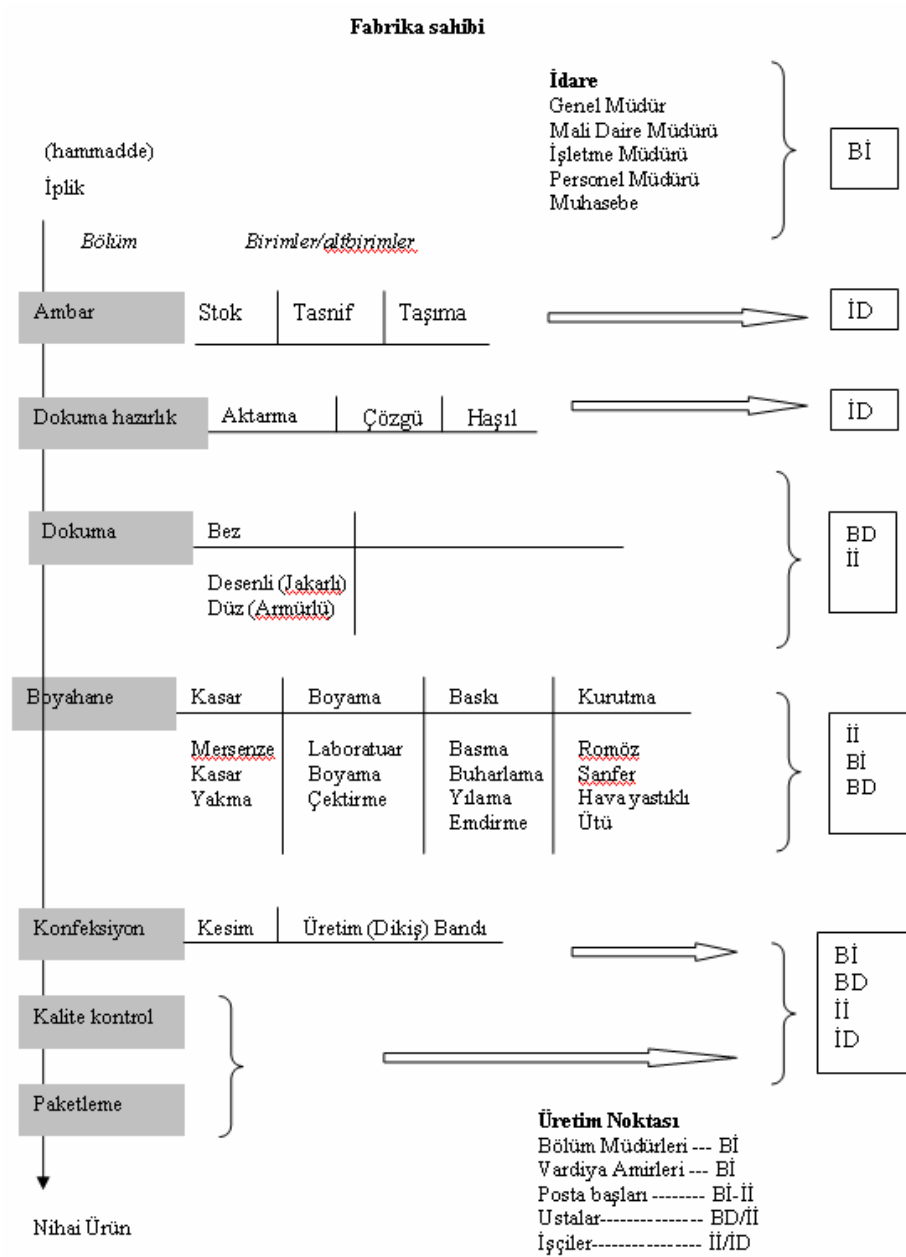 Fabrika sahibi
İdare
Genel Müdür
Mali Daire Müdürü
İşletme Müdürü
Personel Müdürü
Muhasebe
Bİ
(hammadde)
İplik
Bölüm Birimler/altbirimler
Ambar Stok Tasnif Taşıma İD
Dokuma hazırlık Aktarma Çözgü Haşıl İD
Dokuma Bez
Desenli (Jakarlı)
Düz (Armürlü)
BD
İİ
Boyahane Kasar Boyama Baskı Kurutma
Mersenze Laboratuar Basma Romöz
Kasar Boyama Buharlama Sanfer
Yakma Çektirme Yılama Hava yastıklı
Emdirme Ütü
İİ
Bİ
BD
Konfeksiyon Kesim Üretim (Dikiş) Bandı
Kalite kontrol
Paketleme
Bİ
BD
İİ
İD
Nihai Ürün
Üretim Noktası
Bölüm Müdürleri --- Bİ
Vardiya Amirleri --- Bİ
Posta başları -------- Bİ-İİ
Ustalar--------------- BD/İİ
İşçiler---------------- İİ/İD